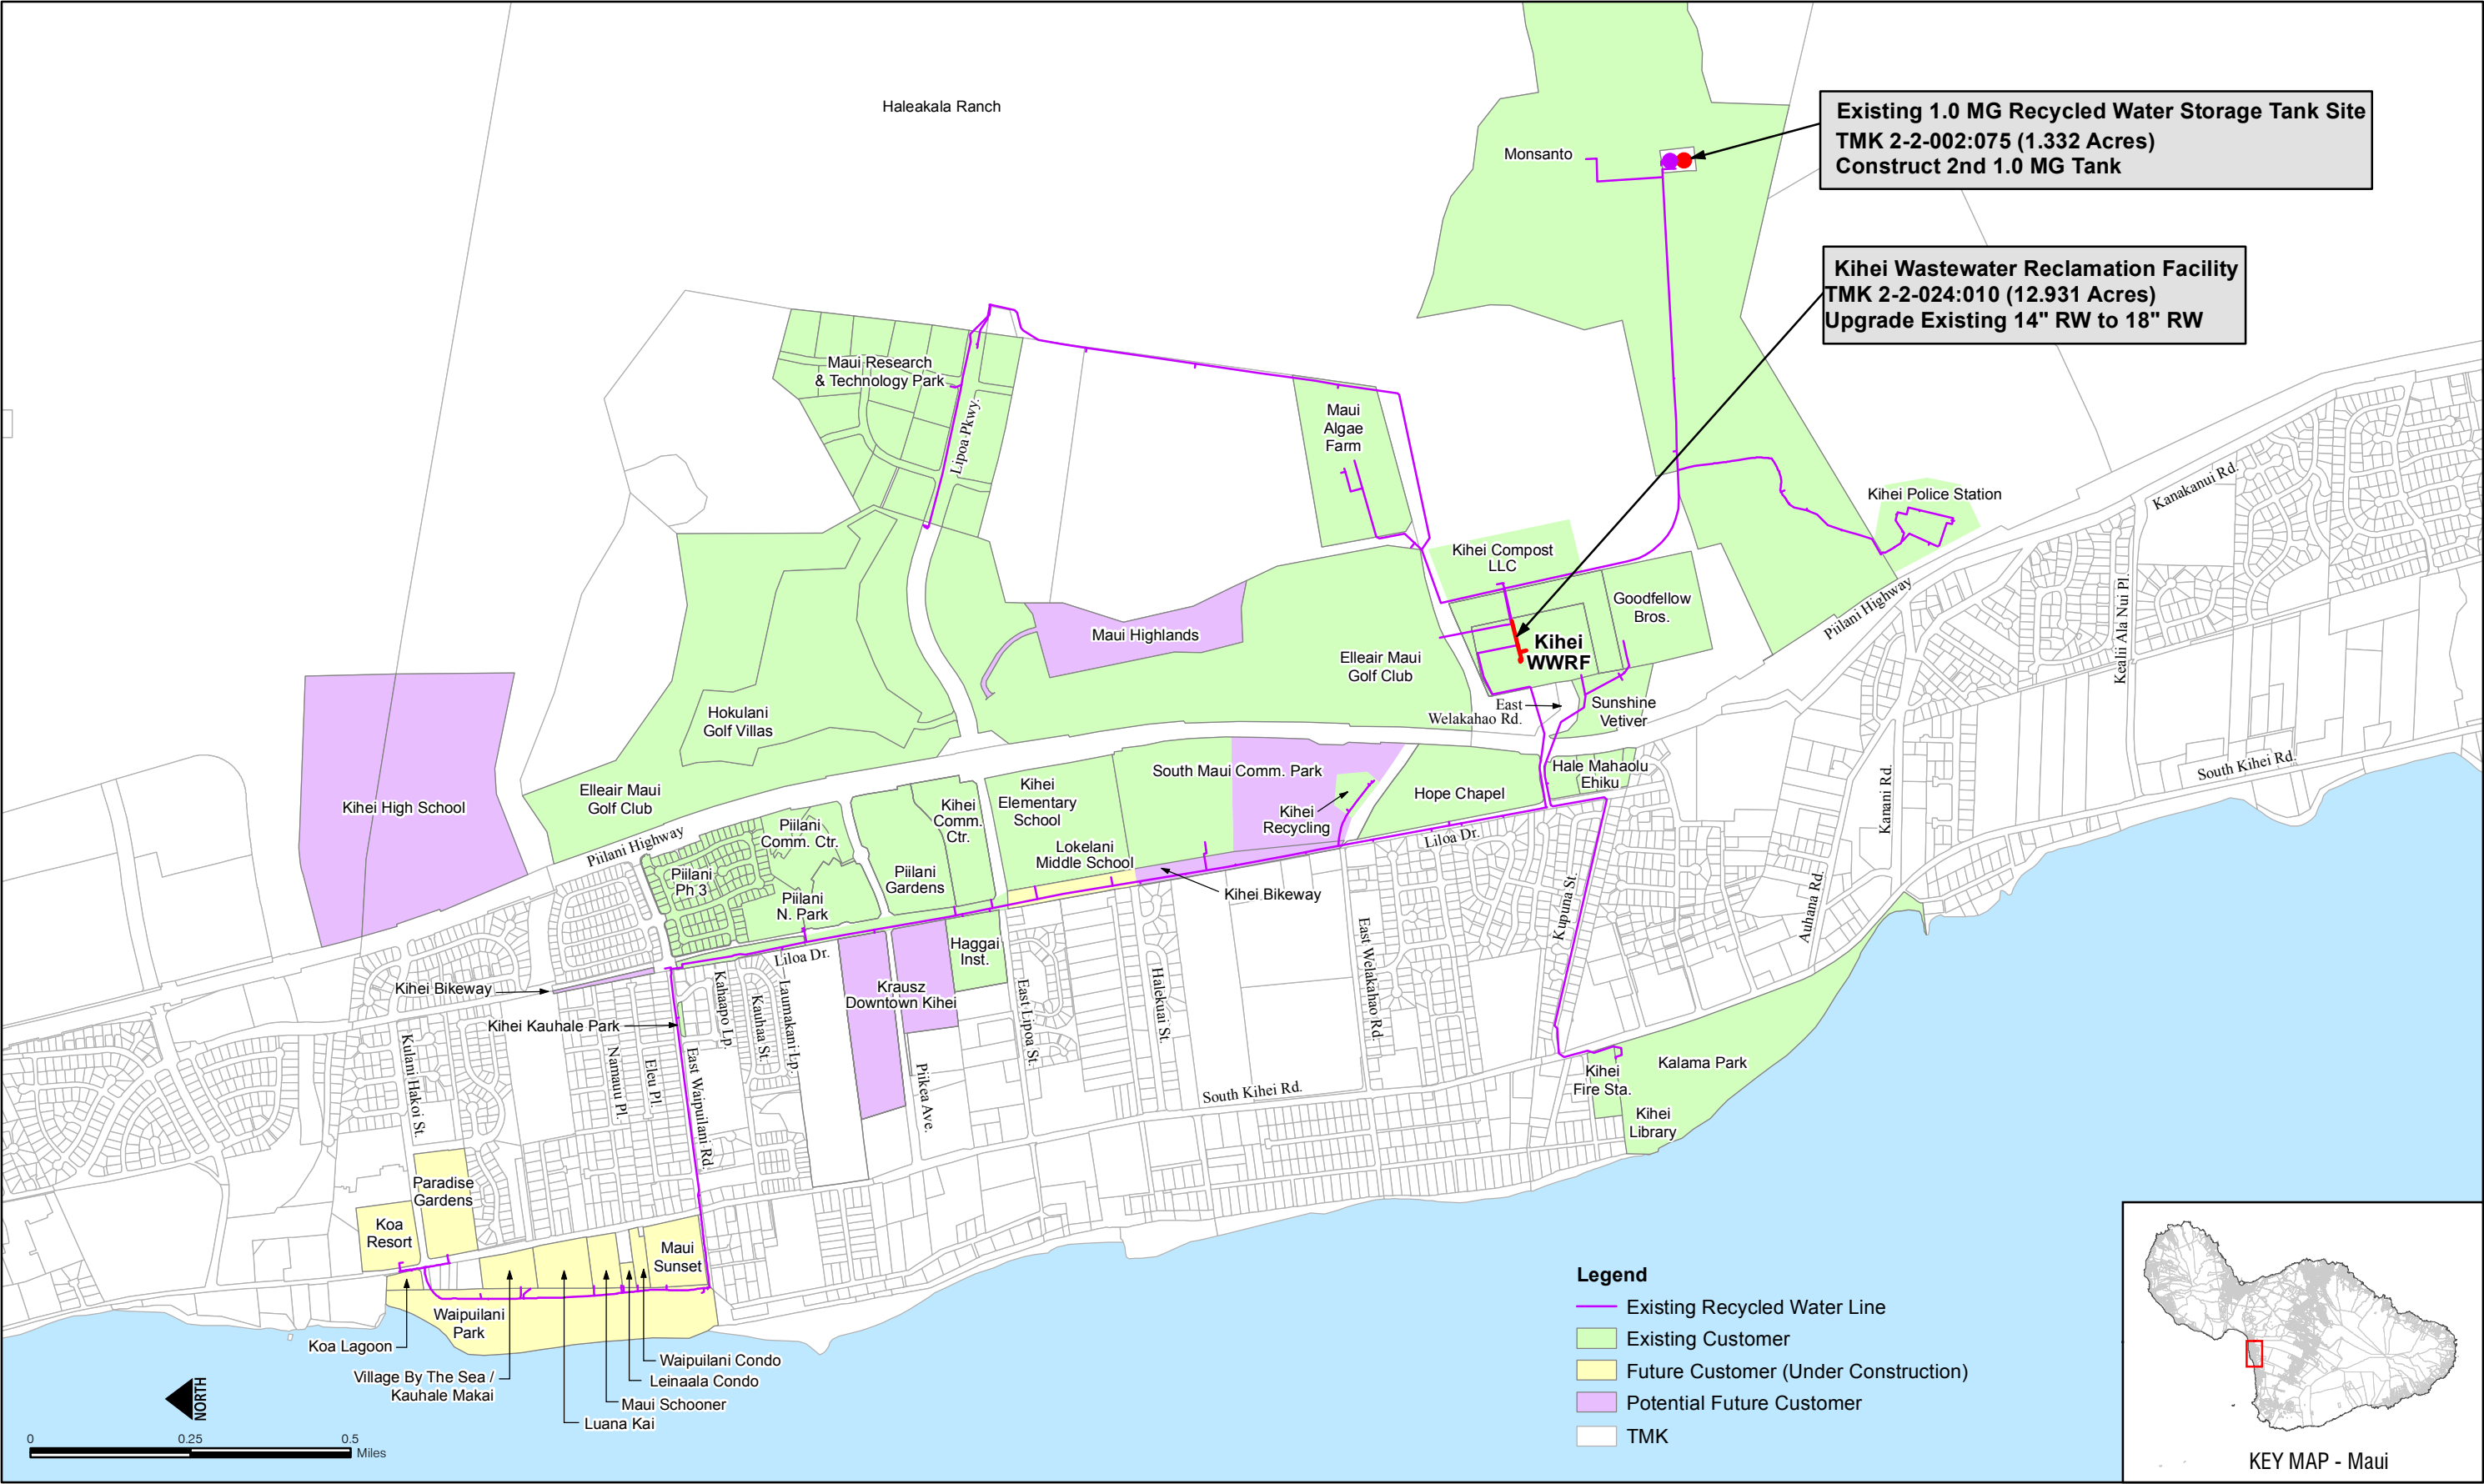 Haleakala Ranch
Existing 1.0 MG Recycled Water Storage Tank Site
TMK 2-2-002:075 (1.332 Acres)
Construct 2nd 1.0 MG Tank
Monsanto
Kihei Wastewater Reclamation Facility
TMK 2-2-024:010 (12.931 Acres)
Upgrade Existing 14" RW to 18" RW
Maui Research
& Technology Park
Lipoa Pkwy.
Maui
Algae
Farm
Kihei Police Station
Kanakanui Rd.
Kihei Compost
LLC
Goodfellow
Bros.
Piilani Highway
Kealii Ala Nui Pl.
Maui Highlands
Kihei
WWRF
Elleair Maui
Golf Club
East
Welakahao Rd.
Sunshine
Vetiver
Hokulani
Golf Villas
South Kihei Rd.
Kihei High School
Elleair Maui
Golf Club
South Maui Comm. Park
Hale Mahaolu
Ehiku
Kihei
Elementary
School
Hope Chapel
Kanani Rd.
Kihei
Recycling
Kihei
Comm.
Ctr.
Piilani
Comm. Ctr.
Piilani Highway
Liloa Dr.
Lokelani
Middle School
Piilani
Ph 3
Piilani
Gardens
Kihei Bikeway
Piilani
N. Park
Kupuna St.
Auhana Rd.
Haggai
Inst.
Liloa Dr.
East Welakahao Rd.
Kihei Bikeway
Krausz
Downtown Kihei
Kahaapo Lp.
Kauhaa St.
Laumakani Lp.
East Lipoa St.
Halekuai St.
Kihei Kauhale Park
Kulani Hakoi St.
Namauu Pl.
Eleu Pl.
East Waipuilani Rd.
Piikea Ave.
Kalama Park
Kihei
Fire Sta.
South Kihei Rd.
Kihei
Library
Paradise
Gardens
Koa
Resort
Maui
Sunset
Waipuilani
Park
Koa Lagoon
Village By The Sea /
Kauhale Makai
Waipuilani Condo
Leinaala Condo
Maui Schooner
Luana Kai
NORTH
0 0.25 0.5
Miles
Legend
Existing Recycled Water Line
Existing Customer
Future Customer (Under Construction)
Potential Future Customer
TMK
KEY MAP - Maui